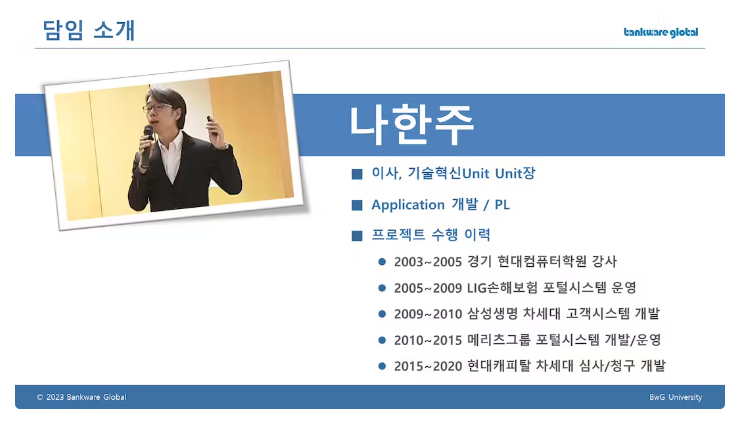 담임 소개
bankware global
나한주
이사, 기술혁신Unit Unit장
Application 개발 / PL
프로젝트 수행 이력
2003~2005 경기 현대컴퓨터학원 강사
2005~2009 LIG손해보험 포털시스템 운영
2009~2010 삼성생명 차세대 고객시스템 개발
2010~2015 메리츠그룹 포털시스템 개발/운영
2015~2020 현대캐피탈 차세대 심사/청구 개발
© 2023 Bankware Global
BwG University